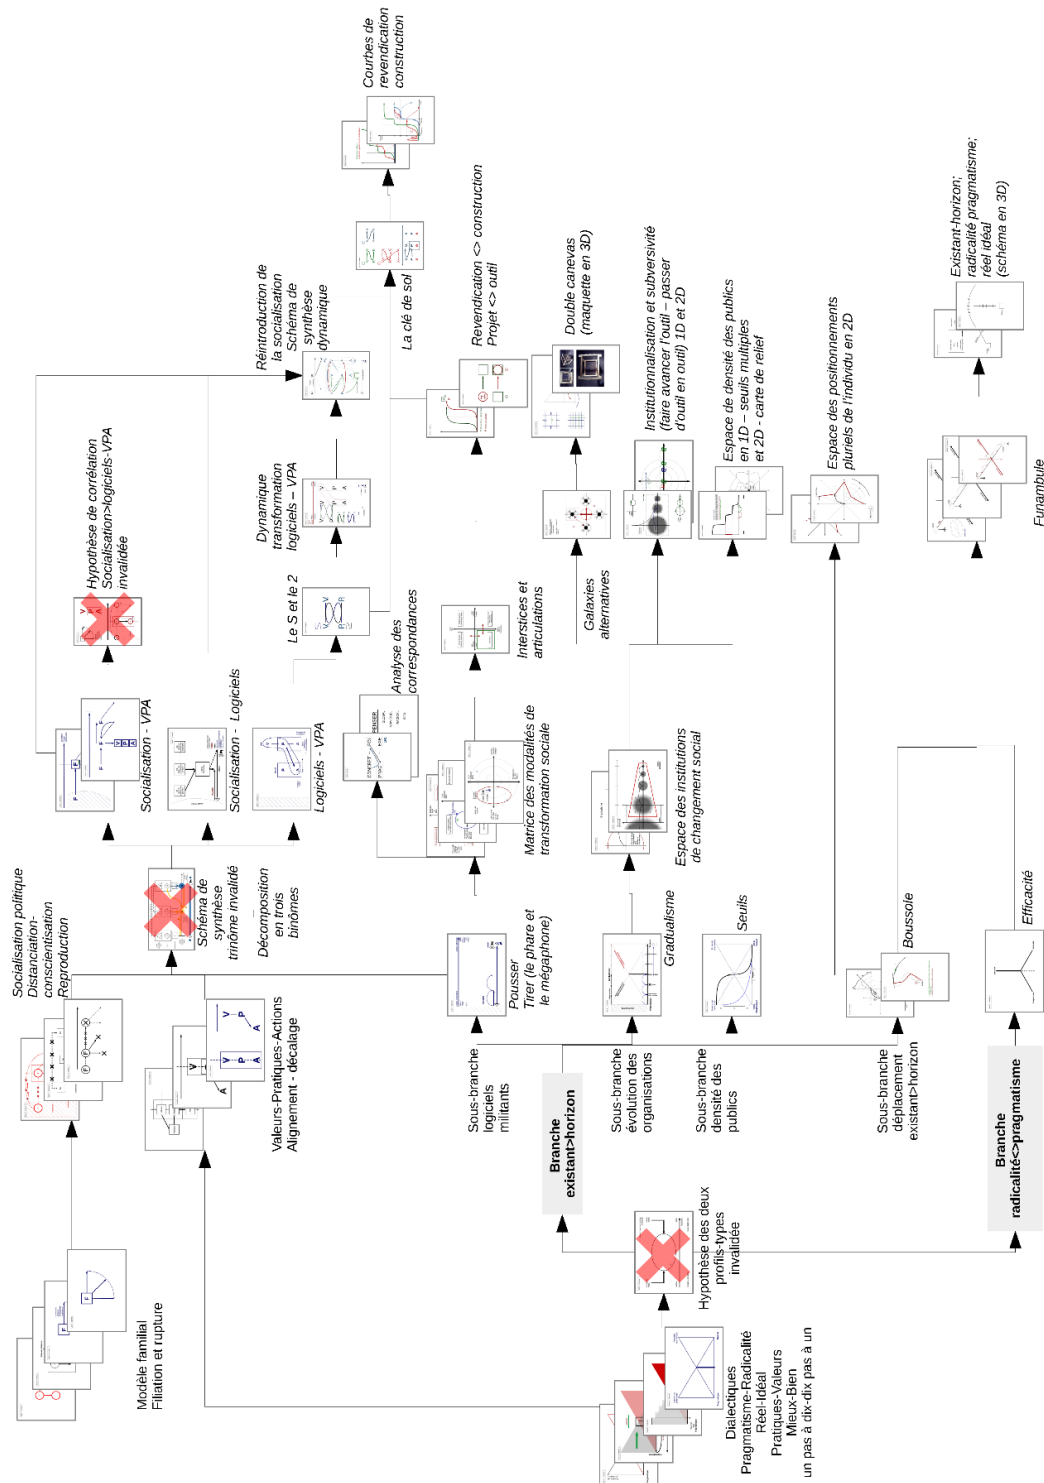 Courbes de
revendication
construction
Réintroduction de
la socialisation
Schéma de
synthèse
dynamique
La clé de sol
Revendication <> construction
Projet <> outil
Double canevas
(maquette en 3D)
Institutionnalisation et subversivité
(faire avancer l'outil – passer
d'outil en outil) 1D et 2D
Espace de densité des publics
en 1D – seuils multiples
et 2D - carte de relief
Espace des positionnements
pluriels de l'individu en 2D
Existant-horizon;
radicalité pragmatisme;
réel idéal
(schéma en 3D)
Funambule
Hypothèse de corrélation
Socialisation>logiciels-VPA
invalidée
Dynamique
transformation
logiciels – VPA
Le S et le 2
Analyse des
correspondances
Interstices et
articulations
Galaxies
alternatives
Socialisation - VPA
Socialisation - Logiciels
Logiciels - VPA
Matrice des modalités de
transformation sociale
Espace des institutions
de changement social
Socialisation politique
Distanciation-
conscientisation
Reproduction
Schéma de
synthèse
trinôme invalidé
Décomposition
en trois
binômes
Valeurs-Pratiques-Actions
Alignement - décalage
V
P
A
V
P
A
Pousser
Tirer (le phare et
le mégaphone)
Gradualisme
Seuils
Boussole
Efficacité
Sous-branche
logiciels
militants
Branche
existant>horizon
Sous-branche
évolution des
organisations
Sous-branche
densité des
publics
Sous-branche
déplacement
existant>horizon
Branche
radicalité<>pragmatisme
Modèle familial
Filiation et rupture
Hypothèse des deux
profils-types
invalidée
Dialectiques
Pragmatisme-Radicalité
Réel-Idéal
Pratiques-Valeurs
Mieux-Bien
un pas à dix-dix pas à un